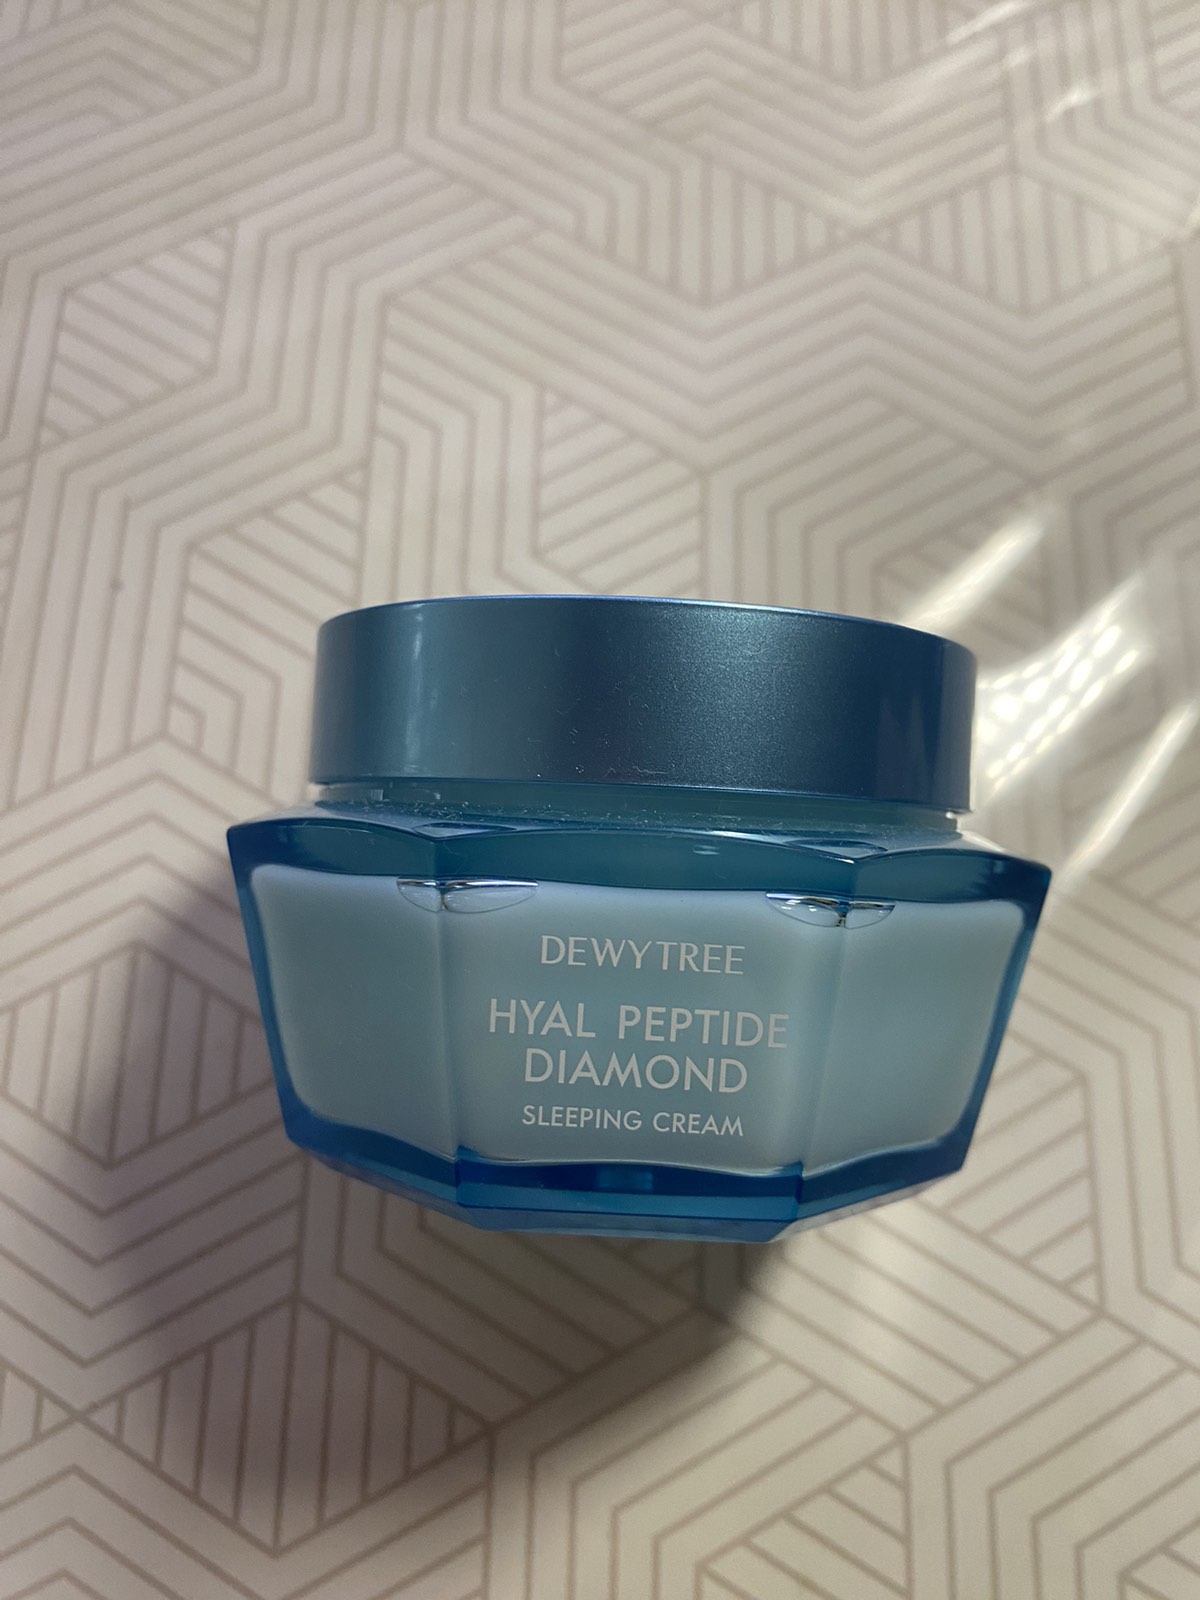 DEWYTREE
HYAL PEPTIDE
DIAMOND
SLEEPING CREAM